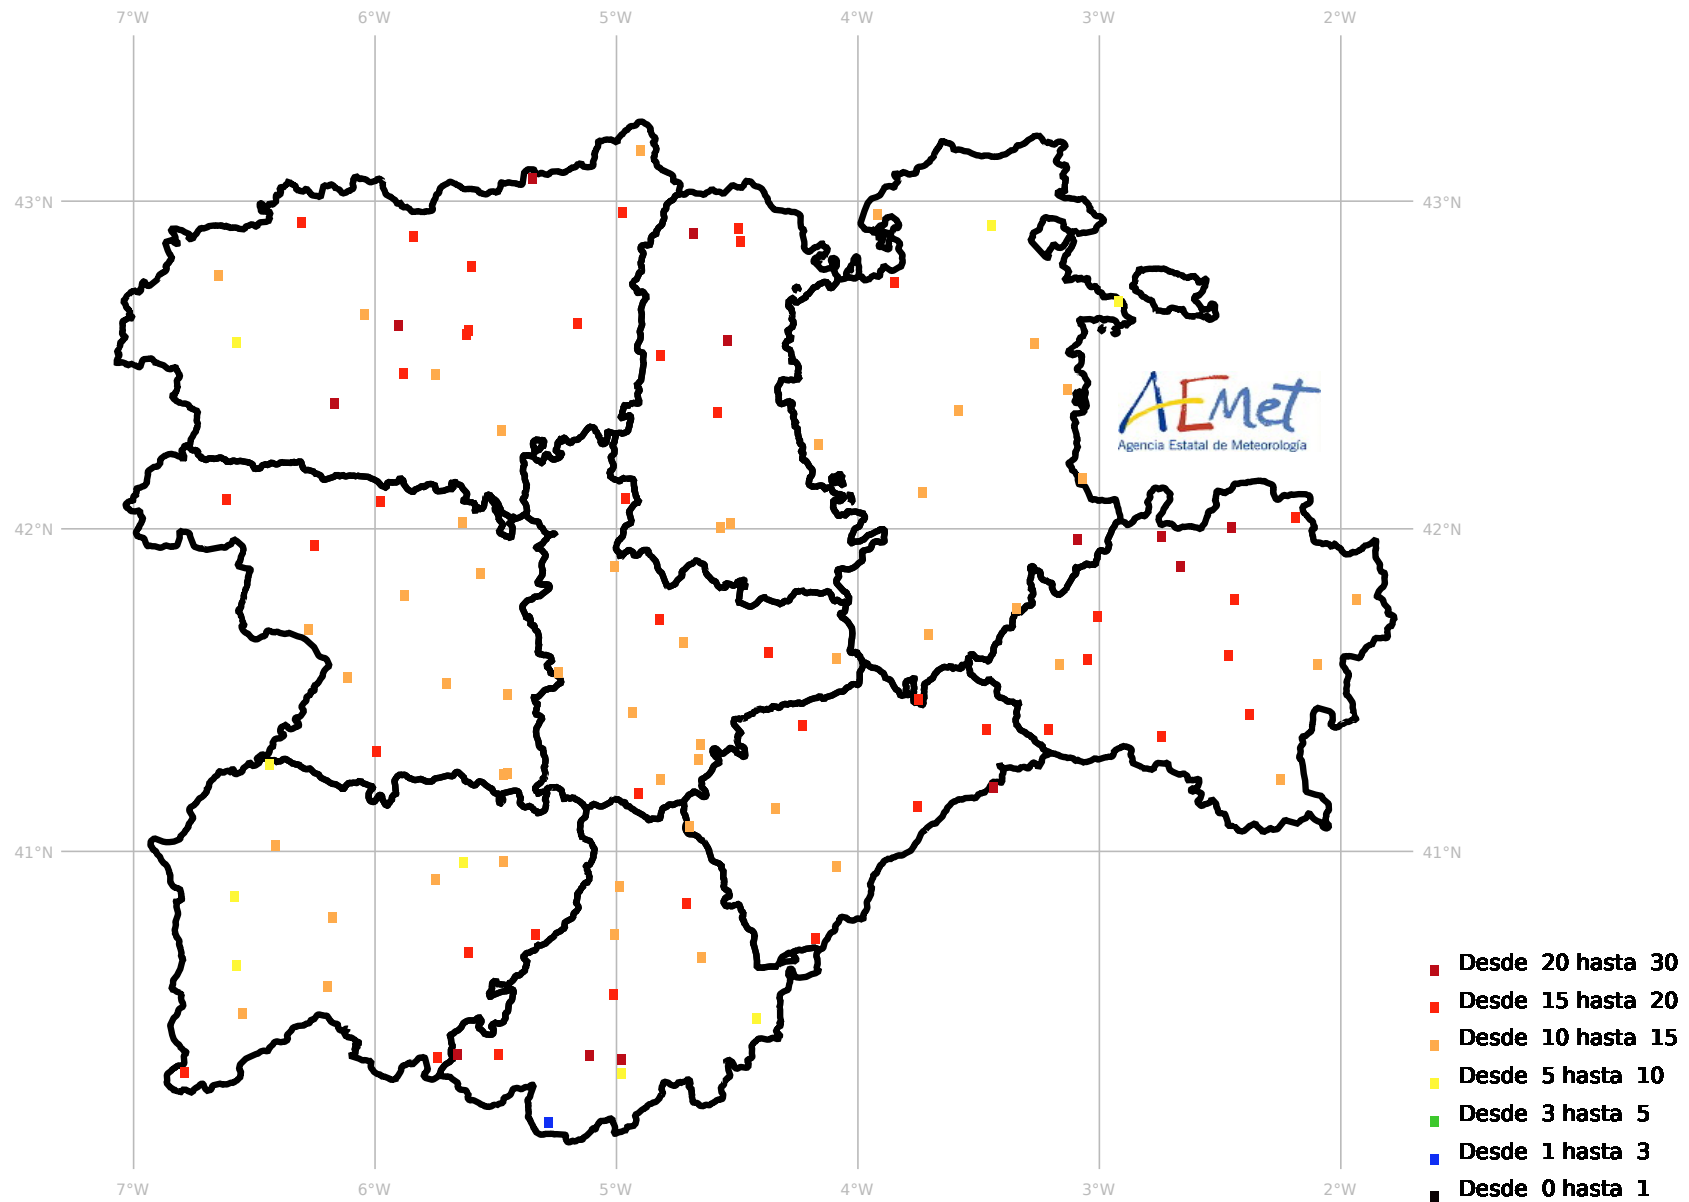 7°W 6°W 5°W 4°W 3°W 2°W
43°N 43°N
AEMet
Agencia Estatal de Meteorología
42°N 42°N
41°N 41°N
Desde 20 hasta 30
Desde 15 hasta 20
Desde 10 hasta 15
Desde 5 hasta 10
Desde 3 hasta 5
Desde 1 hasta 3
Desde 0 hasta 1
7°W 6°W 5°W 4°W 3°W 2°W